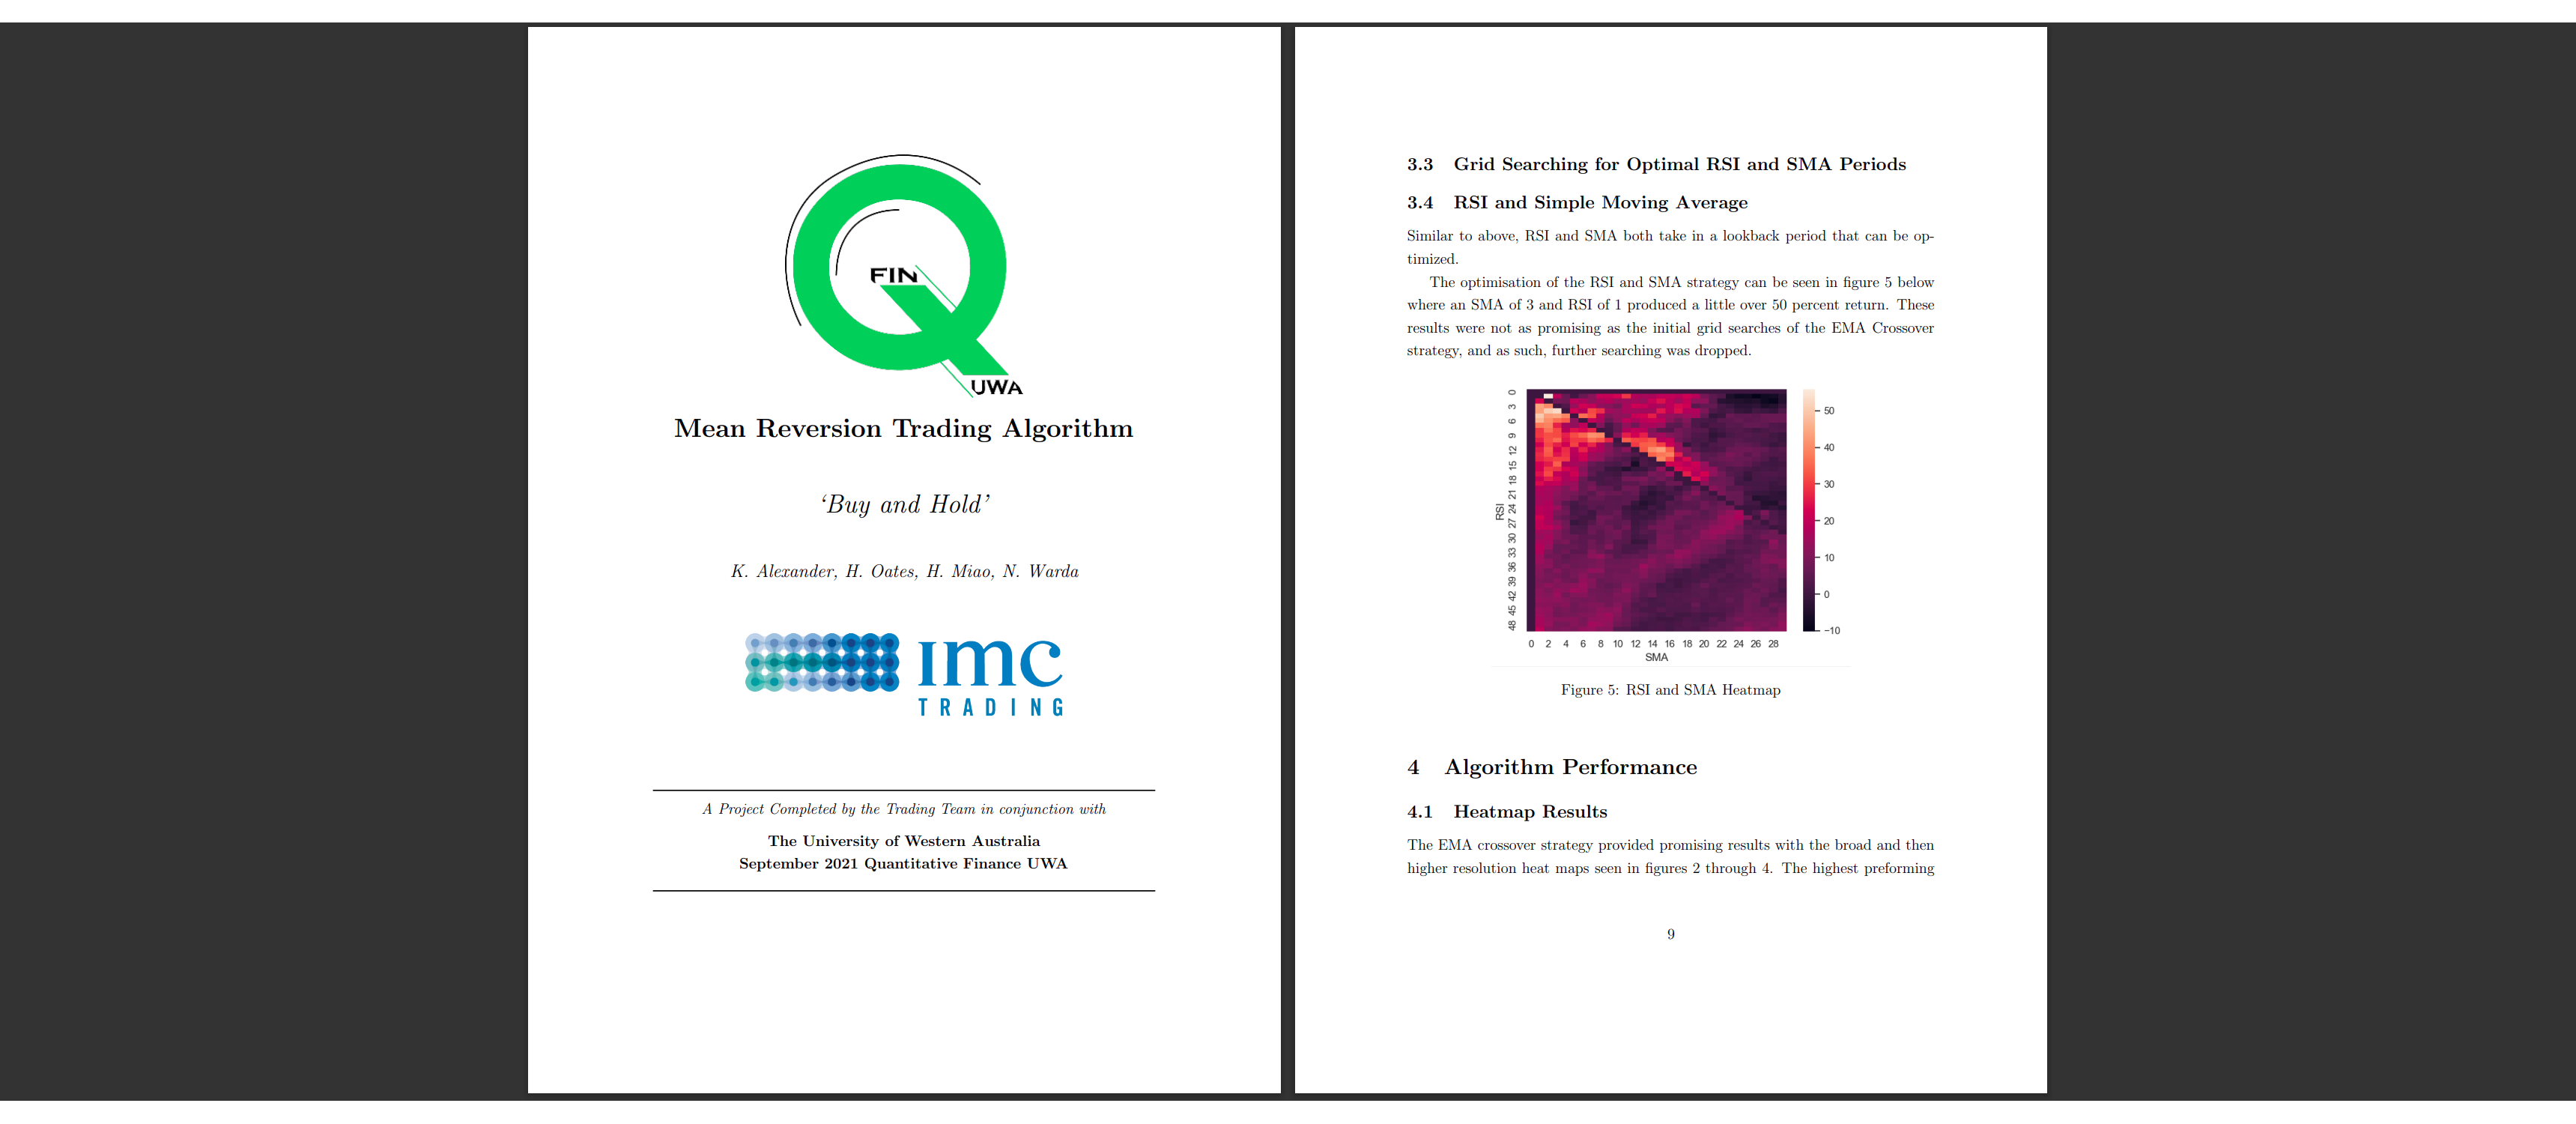 FIN
UWA
Mean Reversion Trading Algorithm
‘Buy and Hold’
K. Alexander, H. Oates, H. Miao, N. Warda
imc
TRADING
A Project Completed by the Trading Team in conjunction with
The University of Western Australia
September 2021 Quantitative Finance UWA
3.3 Grid Searching for Optimal RSI and SMA Periods
3.4 RSI and Simple Moving Average
Similar to above, RSI and SMA both take in a lookback period that can be op-
timized.
The optimisation of the RSI and SMA strategy can be seen in figure 5 below
where an SMA of 3 and RSI of 1 produced a little over 50 percent return. These
results were not as promising as the initial grid searches of the EMA Crossover
strategy, and as such, further searching was dropped.
RSI
0 3 6 9 12 15 18 21 24 27 30 33 36 39 42 45 48
0 2 4 6 8 10 12 14 16 18 20 22 24 26 28
SMA
50
40
30
20
10
0
−10
Figure 5: RSI and SMA Heatmap
4 Algorithm Performance
4.1 Heatmap Results
The EMA crossover strategy provided promising results with the broad and then
higher resolution heat maps seen in figures 2 through 4. The highest preforming
9